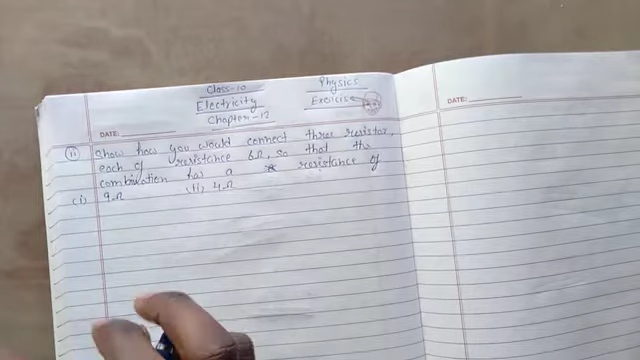 Class-10 Physics
Electricity Exercise
Chapter-12
DATE:
DATE:
11 Show how you would connect three resistor,
each of resistance 6Ω, so that the
combination has a resistance of
(i) 9Ω (ii) 4Ω